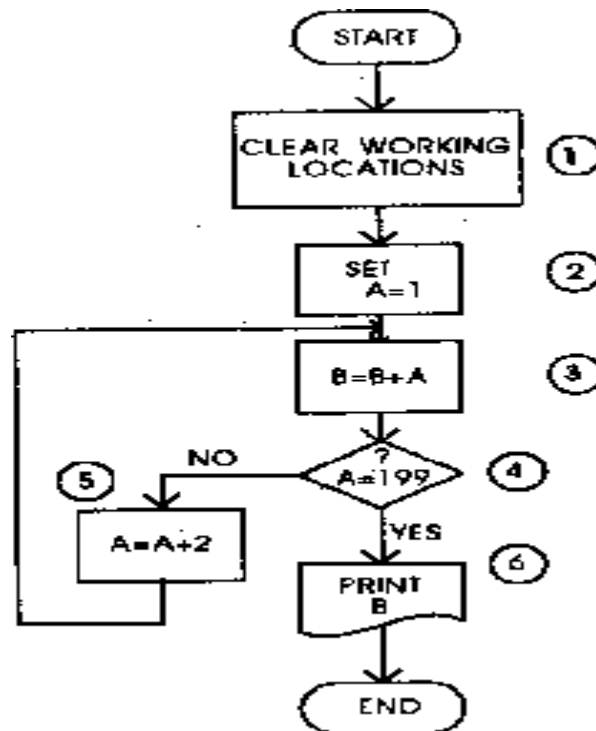 START
CLEAR WORKING
LOCATIONS
1
SET
A=1
2
B=B+A
3
?
A=199
4
NO
5
A=A+2
YES
6
PRINT
B
END